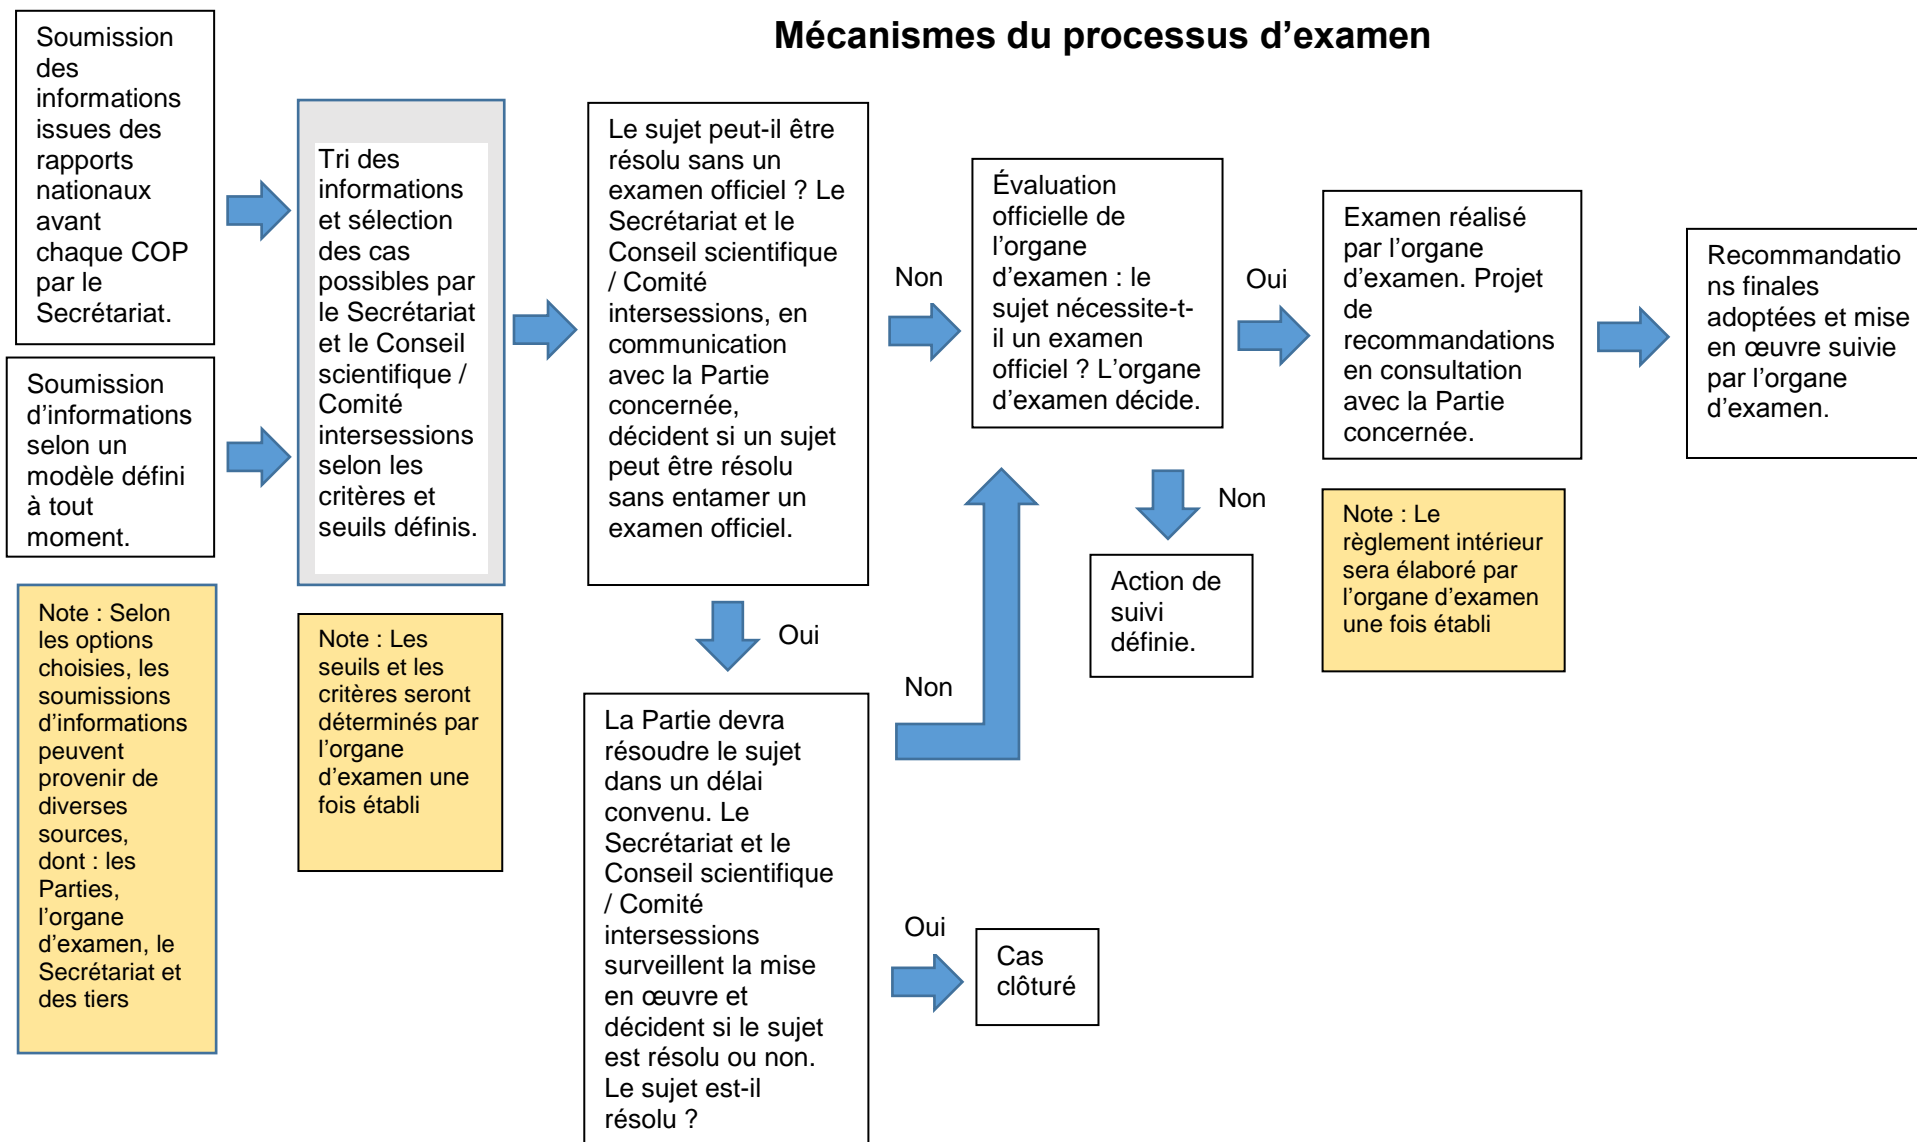 Mécanismes du processus d’examen
Soumission
des
informations
issues des
rapports
nationaux
avant
chaque COP
par le
Secrétariat.
Soumission
d’informations
selon un
modèle défini
à tout
moment.
Note : Selon
les options
choisies, les
soumissions
d’informations
peuvent
provenir de
diverses
sources,
dont : les
Parties,
l’organe
d’examen, le
Secrétariat et
des tiers
Tri des
informations
et sélection
des cas
possibles par
le Secrétariat
et le Conseil
scientifique /
Comité
intersessions
selon les
critères et
seuils définis.
Note : Les
seuils et les
critères seront
déterminés par
l’organe
d’examen une
fois établi
Le sujet peut-il être
résolu sans un
examen officiel ? Le
Secrétariat et le
Conseil scientifique
/ Comité
intersessions, en
communication
avec la Partie
concernée,
décident si un sujet
peut être résolu
sans entamer un
examen officiel.
Oui
La Partie devra
résoudre le sujet
dans un délai
convenu. Le
Secrétariat et le
Conseil scientifique
/ Comité
intersessions
surveillent la mise
en œuvre et
décident si le sujet
est résolu ou non.
Le sujet est-il
résolu ?
Non
Non
Oui
Cas
clôturé
Évaluation
officielle de
l’organe
d’examen : le
sujet nécessite-t-
il un examen
officiel ? L’organe
d’examen décide.
Non
Action de
suivi
définie.
Oui
Examen réalisé
par l’organe
d’examen. Projet
de
recommandations
en consultation
avec la Partie
concernée.
Note : Le
règlement intérieur
sera élaboré par
l’organe d’examen
une fois établi
Recommandatio
ns finales
adoptées et mise
en œuvre suivie
par l’organe
d’examen.